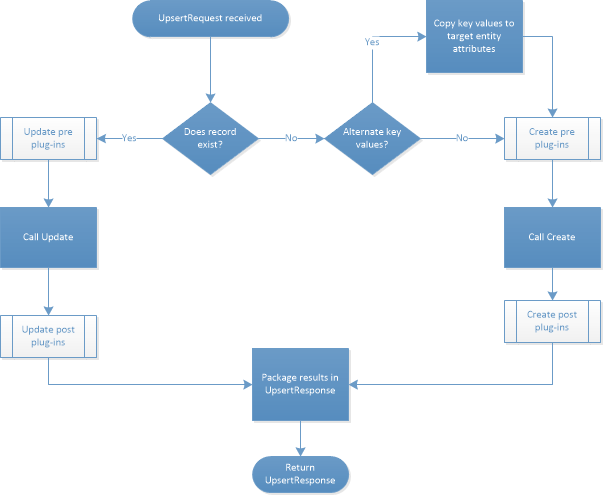 UpsertRequest received
Copy key values to
target entity
attributes
Yes
Update pre
plug-ins
Yes
Does record
exist?
No
Alternate key
values?
No
Create pre
plug-ins
Call Update
Call Create
Update post
plug-ins
Create post
plug-ins
Package results in
UpsertResponse
Return
UpsertResponse